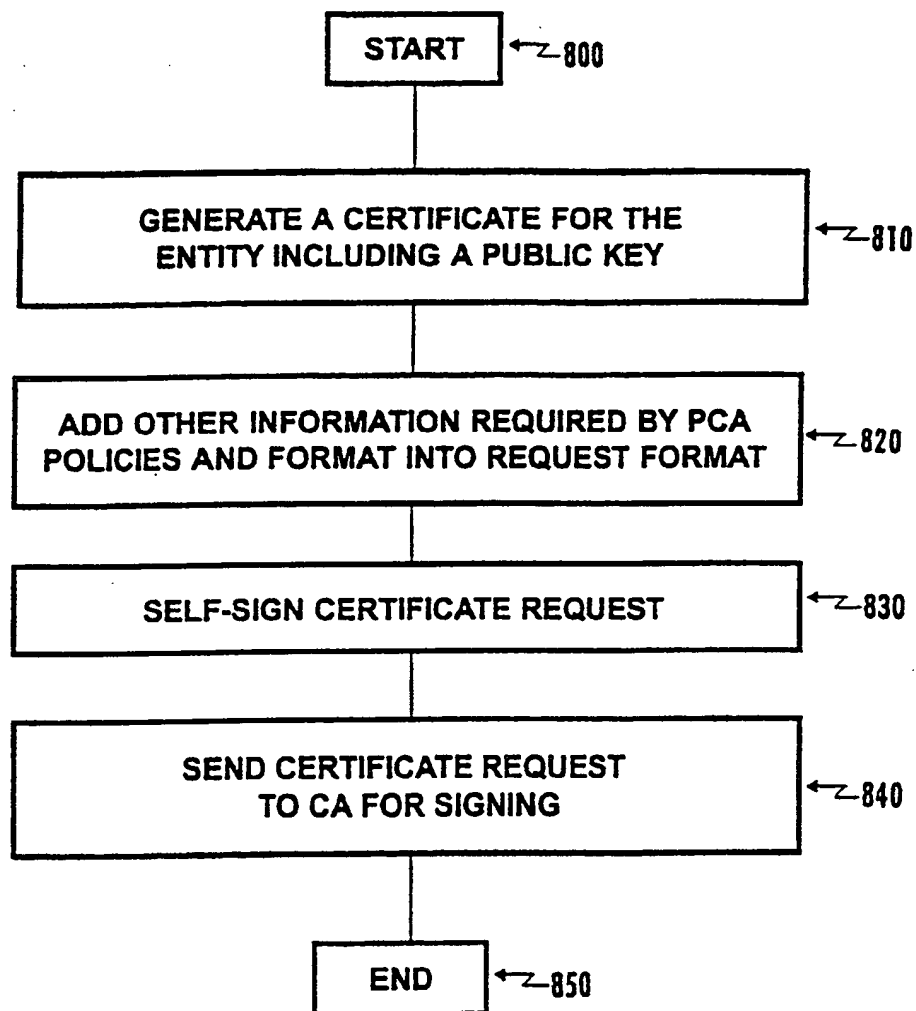 START
800
GENERATE A CERTIFICATE FOR THE
ENTITY INCLUDING A PUBLIC KEY
810
ADD OTHER INFORMATION REQUIRED BY PCA
POLICIES AND FORMAT INTO REQUEST FORMAT
820
SELF-SIGN CERTIFICATE REQUEST
830
SEND CERTIFICATE REQUEST
TO CA FOR SIGNING
840
END
850